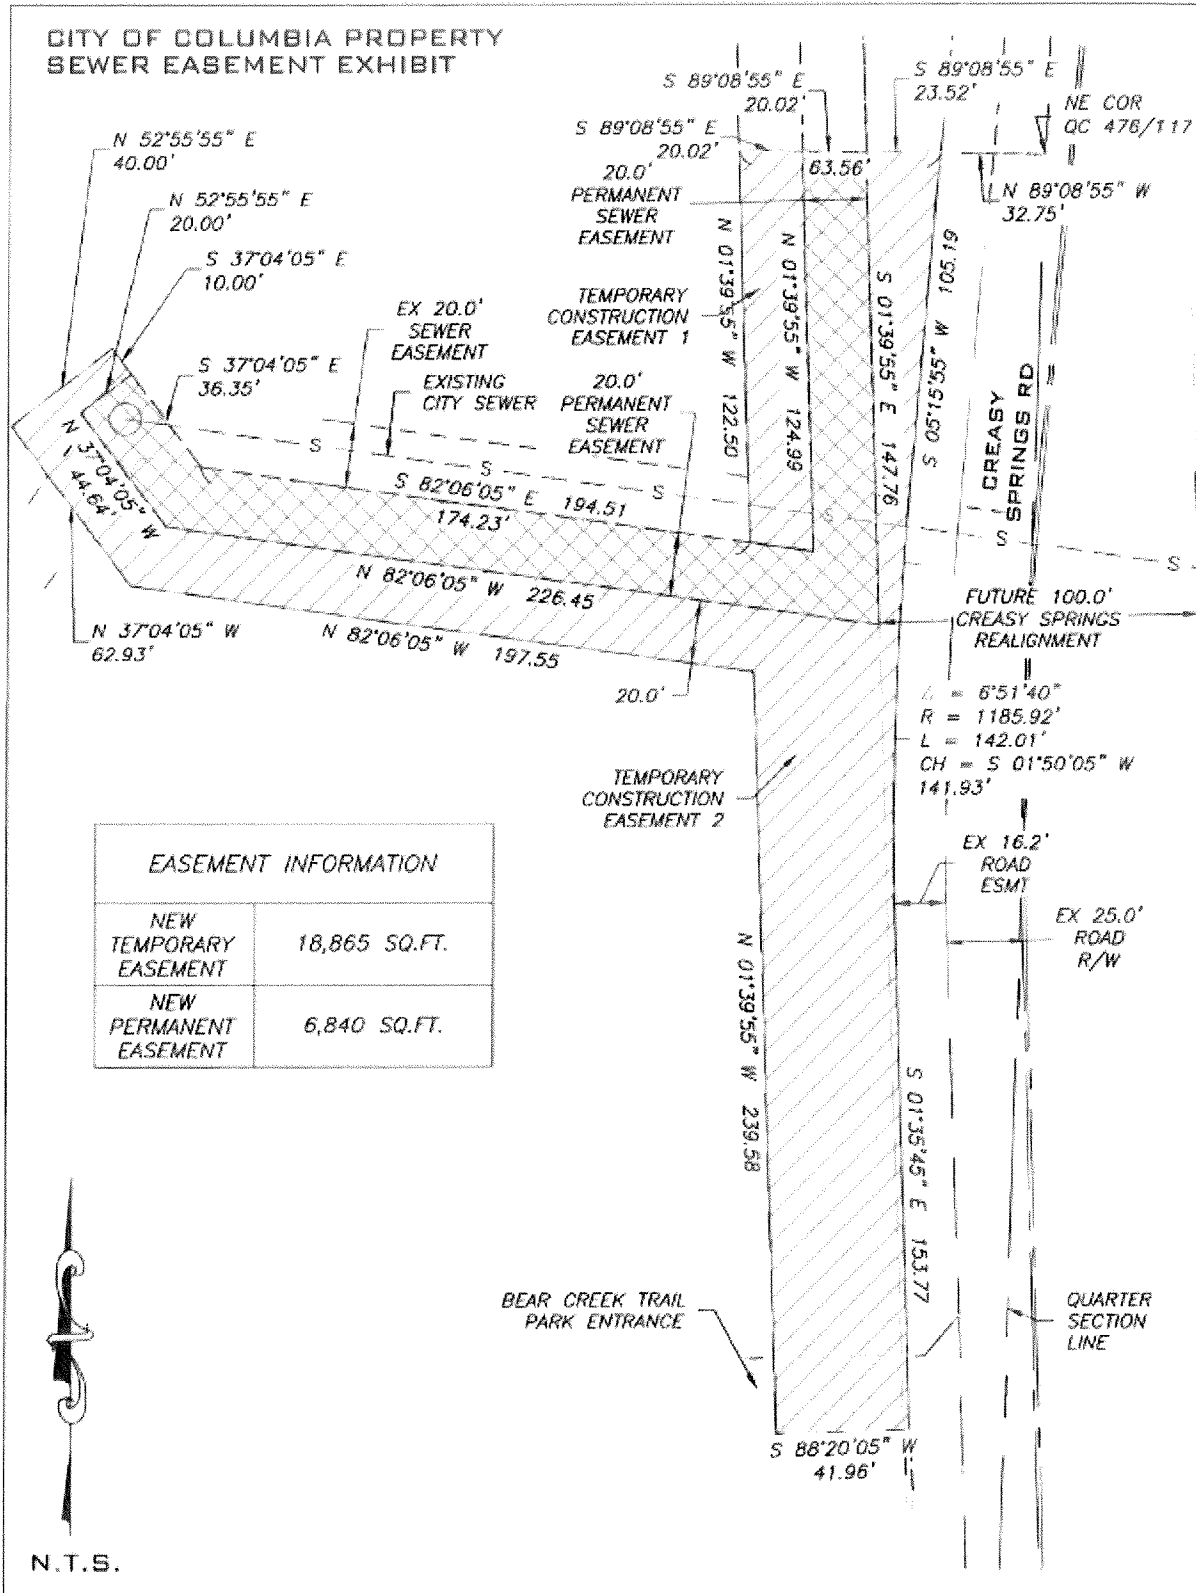 CITY OF COLUMBIA PROPERTY
SEWER EASEMENT EXHIBIT
S 89°08'55" E
20.02'
S 89°08'55" E
23.52'
NE COR
QC 476/117
S 89°08'55" E
20.02'
63.56'
N 89°08'55" W
32.75'
N 52°55'55" E
40.00'
N 52°55'55" E
20.00'
S 37°04'05" E
10.00'
20.0'
PERMANENT
SEWER
EASEMENT
TEMPORARY
CONSTRUCTION
EASEMENT 1
N 01°39'55" W 122.50
N 01°39'55" W 124.99
S 01°39'55" E 147.76
S 05°15'55" W 105.19
CREASY
SPRINGS RD
EX 20.0'
SEWER
EASEMENT
S 37°04'05" E
36.35'
EXISTING
CITY SEWER
20.0'
PERMANENT
SEWER
EASEMENT
S
S
S
S
S
S
N 37°04'05" W
44.64'
S 82°06'05" E 194.51
174.23'
N 82°06'05" W 226.45
N 82°06'05" W 197.55
N 37°04'05" W
62.93'
20.0'
FUTURE 100.0'
CREASY SPRINGS
REALIGNMENT
Δ = 6°51'40"
R = 1185.92'
L = 142.01'
CH = S 01°50'05" W
141.93'
TEMPORARY
CONSTRUCTION
EASEMENT 2
EX 16.2'
ROAD
ESMT
EX 25.0'
ROAD
R/W
EASEMENT INFORMATION
NEW
TEMPORARY
EASEMENT
18,865 SQ.FT.
NEW
PERMANENT
EASEMENT
6,840 SQ.FT.
N 01°39'55" W 239.58
S 01°35'45" E 153.77
BEAR CREEK TRAIL
PARK ENTRANCE
QUARTER
SECTION
LINE
S 88°20'05" W
41.96'
N.T.S.